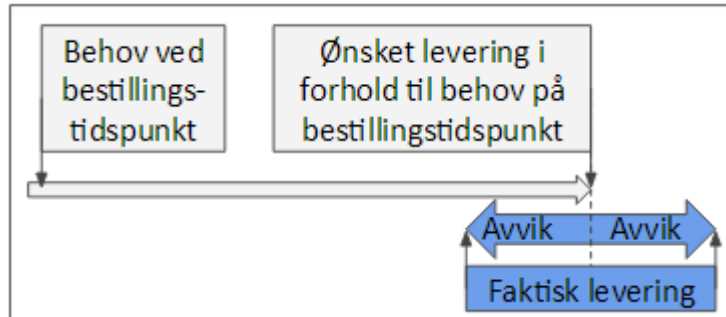 Behov ved
bestillings-
tidspunkt
Ønsket levering i
forhold til behov på
bestillingstidspunkt
Avvik Avvik
Faktisk levering